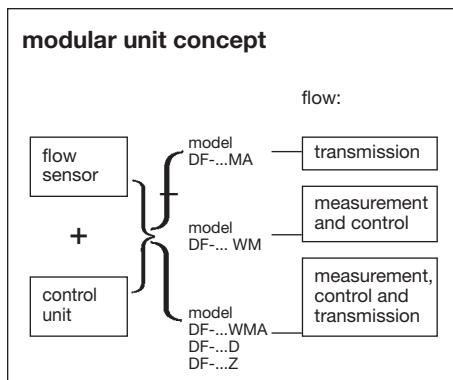 modular unit concept
flow:
flow
sensor
+
control
unit
model
DF-...MA
transmission
model
DF-... WM
measurement
and control
model
DF-...WMA
DF-...D
DF-...Z
measurement,
control and
transmission